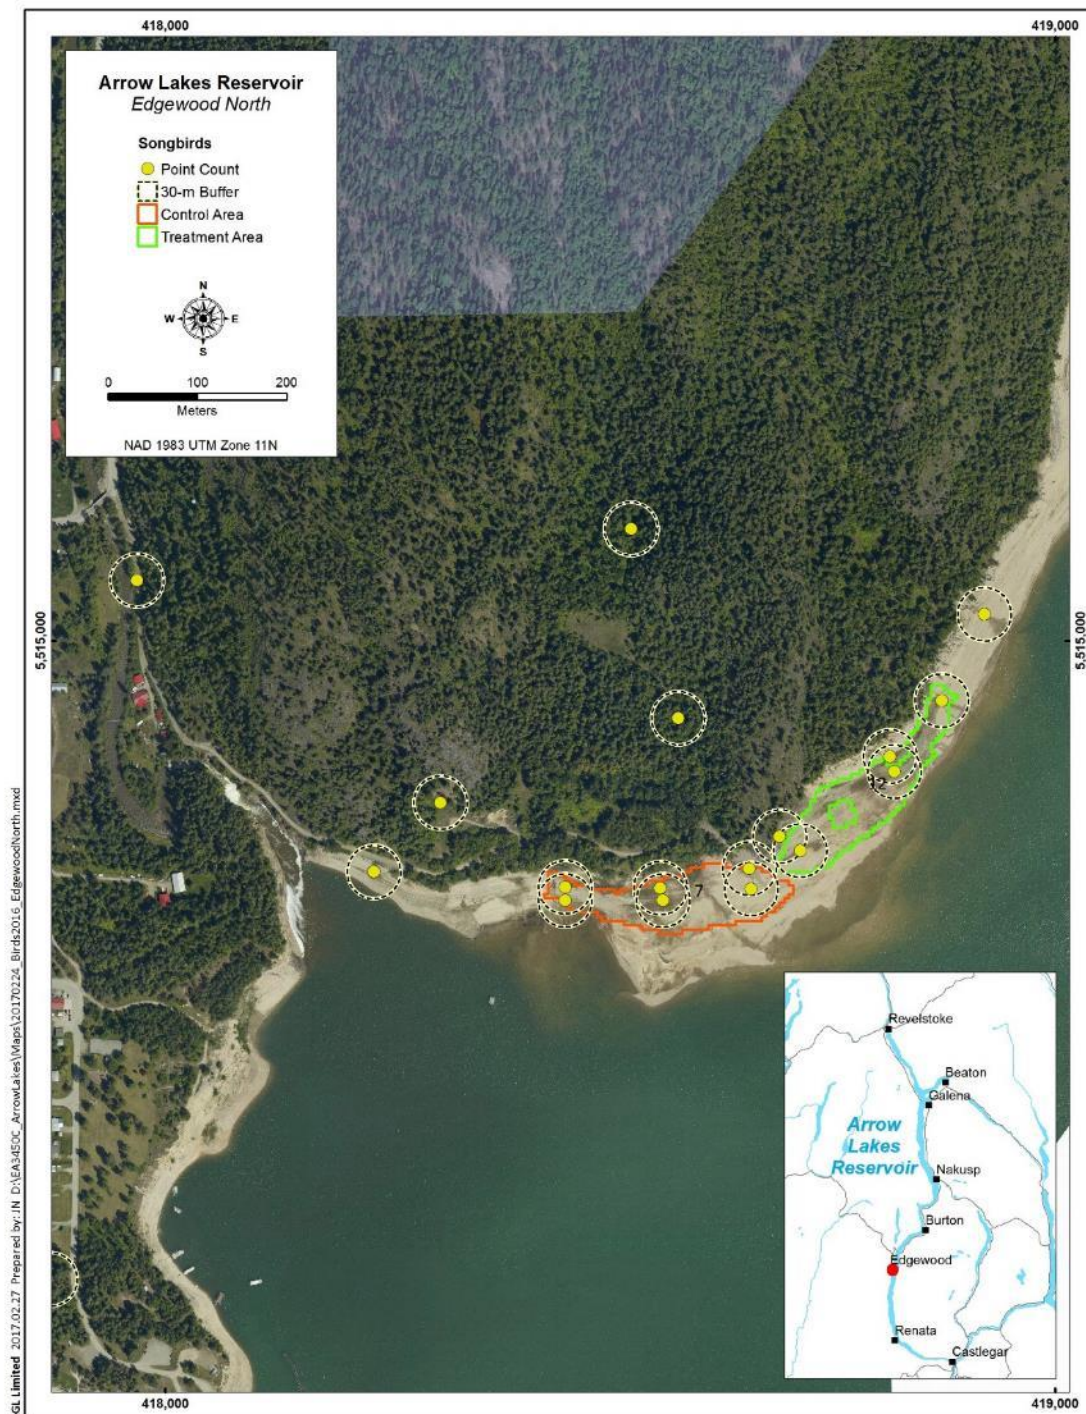 418,000
419,000
Arrow Lakes Reservoir
Edgewood North
Songbirds
Point Count
30-m Buffer
Control Area
Treatment Area
N
W
E
S
0
100
200
Meters
NAD 1983 UTM Zone 11N
5,515,000
5,515,000
7
Revelstoke
Beaton
Galena
Arrow
Lakes
Reservoir
Nakusp
Burton
Edgewood
Renata
Castlegar
GL Limited 2017.02.27 Prepared by: JN D:\EA3450C_ArrowLakes\Maps\20170224_Birds2016_EdgewoodNorth.mxd
418,000
419,000